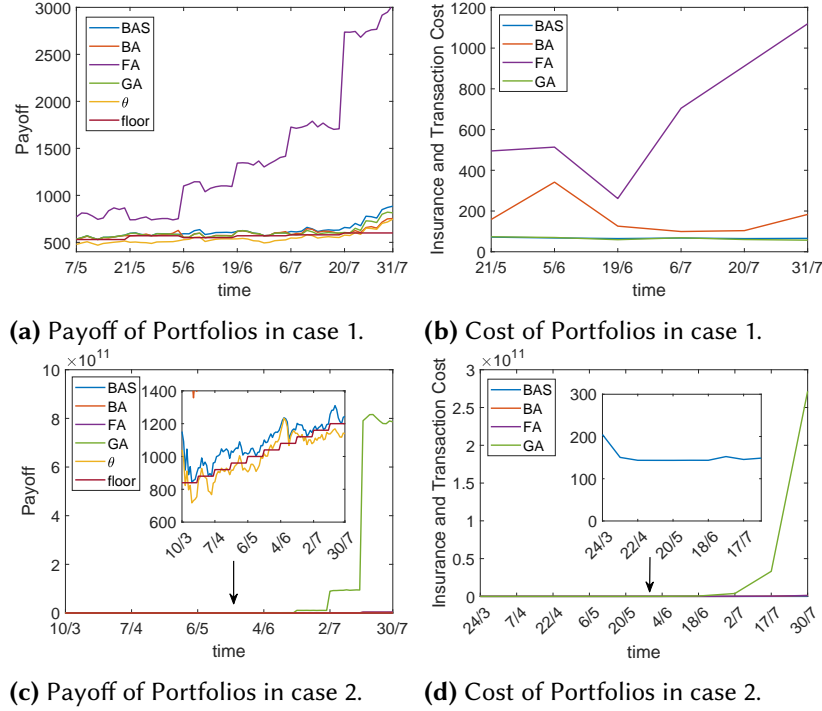 3000
2500
2000
1500
1000
500
Payoff
BAS
BA
FA
GA
θ
floor
7/5 21/5 5/6 19/6 6/7 20/7 31/7
time
(a) Payoff of Portfolios in case 1.
1200
1000
800
600
400
200
0
Insurance and Transaction Cost
BAS
BA
FA
GA
21/5 5/6 19/6 6/7 20/7 31/7
time
(b) Cost of Portfolios in case 1.
×10^11
10
8
6
4
2
0
Payoff
BAS
BA
FA
GA
θ
floor
1400
1200
1000
800
600
10/3 7/4 6/5 4/6 2/7 30/7
10/3 7/4 6/5 4/6 2/7 30/7
time
(c) Payoff of Portfolios in case 2.
×10^11
3
2.5
2
1.5
1
0.5
0
Insurance and Transaction Cost
BAS
BA
FA
GA
300
200
100
0
24/3 22/4 20/5 18/6 17/7
24/3 7/4 22/4 6/5 20/5 4/6 18/6 2/7 17/7 30/7
time
(d) Cost of Portfolios in case 2.